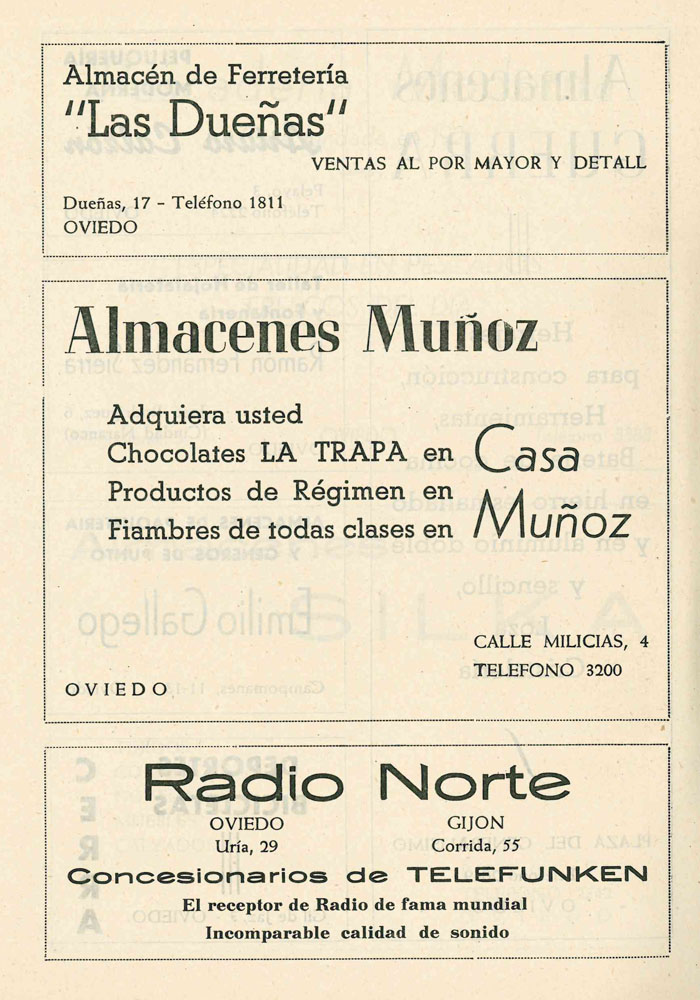 Almacén de Ferretería
"Las Dueñas"
VENTAS AL POR MAYOR Y DETALL
Dueñas, 17 - Teléfono 1811
OVIEDO
Almacenes Muñoz
Adquiera usted
Chocolates LA TRAPA en
Productos de Régimen en
Fiambres de todas clases en
Casa
Muñoz
CALLE MILICIAS, 4
TELEFONO 3200
OVIEDO
Radio Norte
OVIEDO GIJON
Uría, 29 Corrida, 55
Concesionarios de TELEFUNKEN
El receptor de Radio de fama mundial
Incomparable calidad de sonido